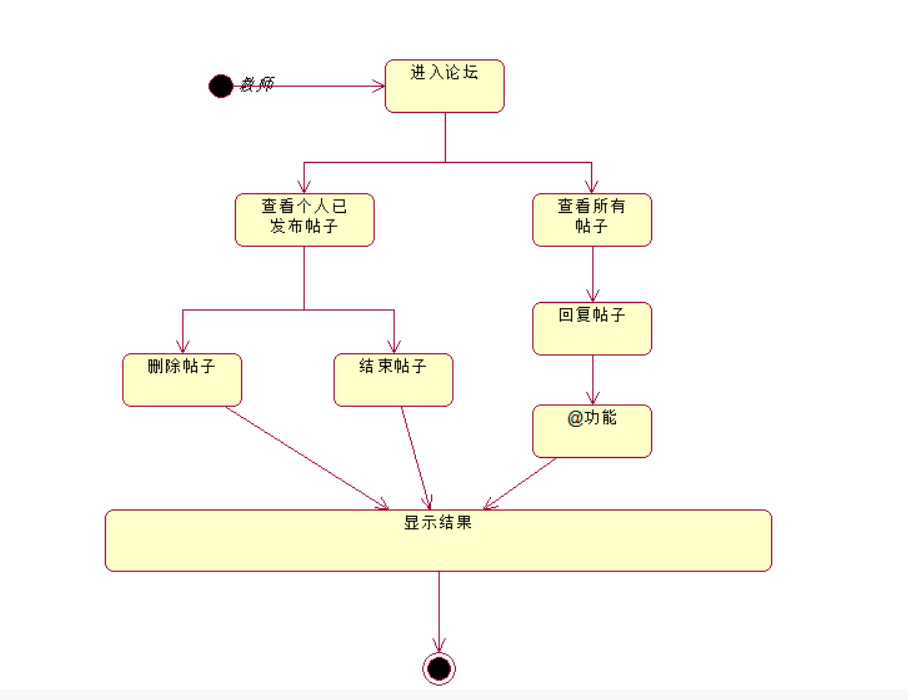 进入论坛
教师
查看个人已
发布帖子
查看所有
帖子
回复帖子
删除帖子
结束帖子
@功能
显示结果